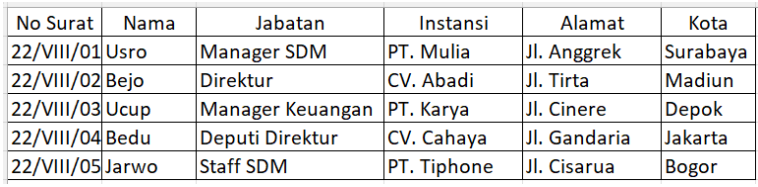 No Surat Nama Jabatan Instansi Alamat Kota
22/VIII/01 Usro Manager SDM PT. Mulia Jl. Anggrek Surabaya
22/VIII/02 Bejo Direktur CV. Abadi Jl. Tirta Madiun
22/VIII/03 Ucup Manager Keuangan PT. Karya Jl. Cinere Depok
22/VIII/04 Bedu Deputi Direktur CV. Cahaya Jl. Gandaria Jakarta
22/VIII/05 Jarwo Staff SDM PT. Tiphone Jl. Cisarua Bogor